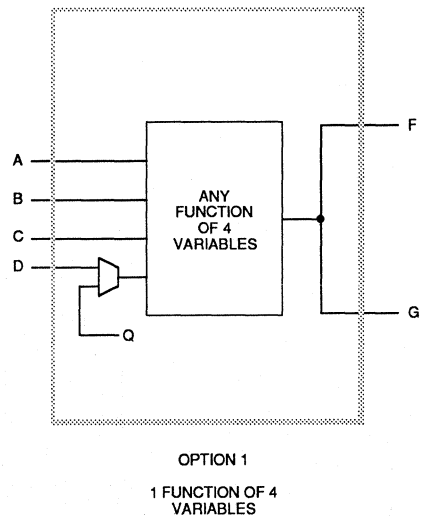 A
B
C
D
Q
ANY
FUNCTION
OF 4
VARIABLES
F
G
OPTION 1
1 FUNCTION OF 4
VARIABLES